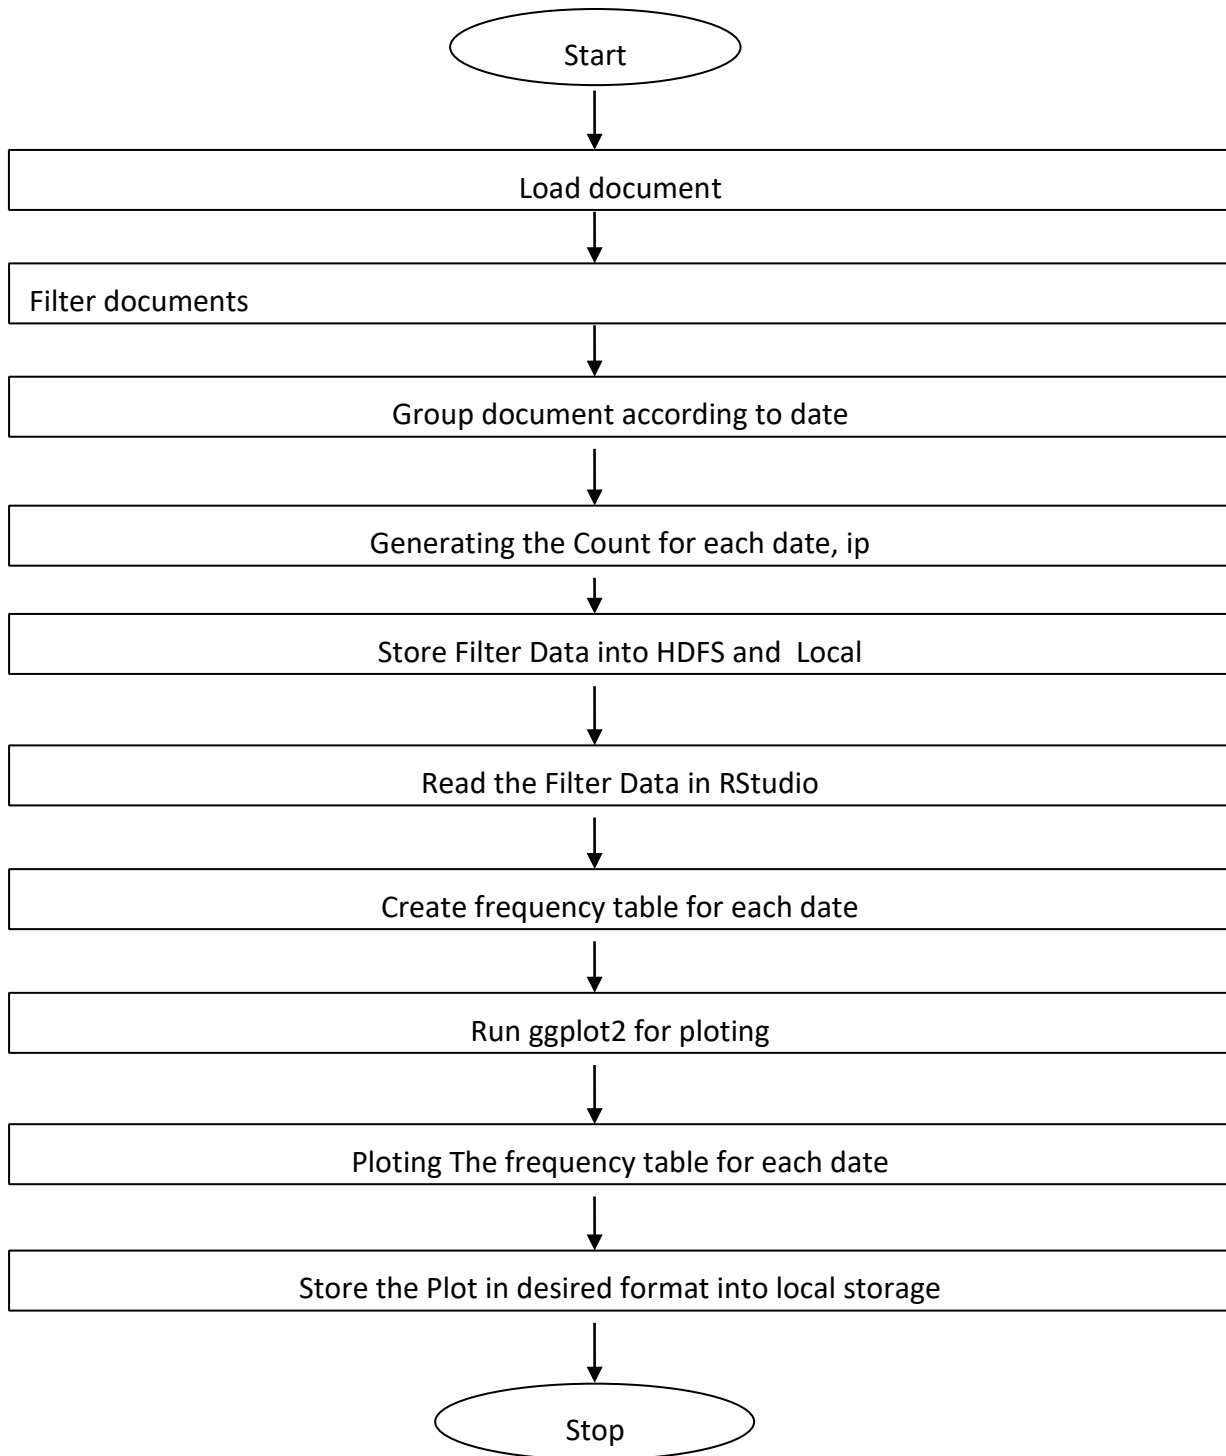 Start
Load document
Filter documents
Group document according to date
Generating the Count for each date, ip
Store Filter Data into HDFS and  Local
Read the Filter Data in RStudio
Create frequency table for each date
Run ggplot2 for ploting
Ploting The frequency table for each date
Store the Plot in desired format into local storage
Stop